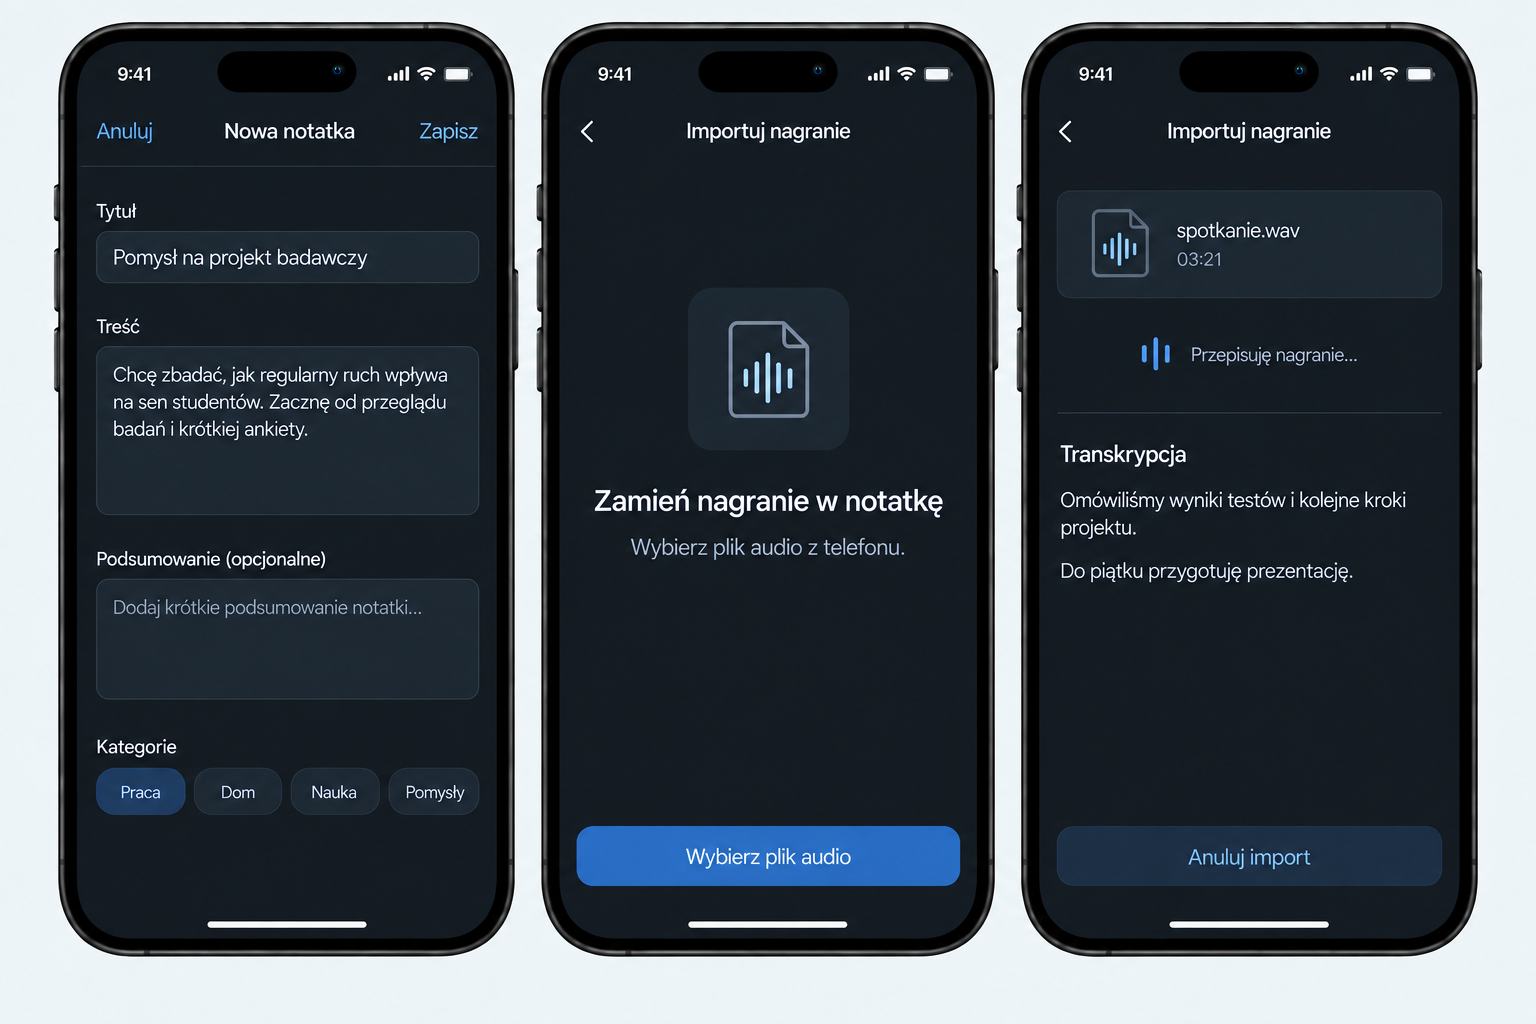 9:41
Anuluj
Nowa notatka
Zapisz
Tytuł
Pomysł na projekt badawczy
Treść
Chcę zbadać, jak regularny ruch wpływa
na sen studentów. Zacznę od przeglądu
badań i krótkiej ankiety.
Podsumowanie (opcjonalne)
Dodaj krótkie podsumowanie notatki...
Kategorie
Praca
Dom
Nauka
Pomysły
9:41
Importuj nagranie
Zamień nagranie w notatkę
Wybierz plik audio z telefonu.
Wybierz plik audio
9:41
Importuj nagranie
spotkanie.wav
03:21
Przepisuję nagranie...
Transkrypcja
Omówiliśmy wyniki testów i kolejne kroki
projektu.
Do piątku przygotuję prezentację.
Anuluj import